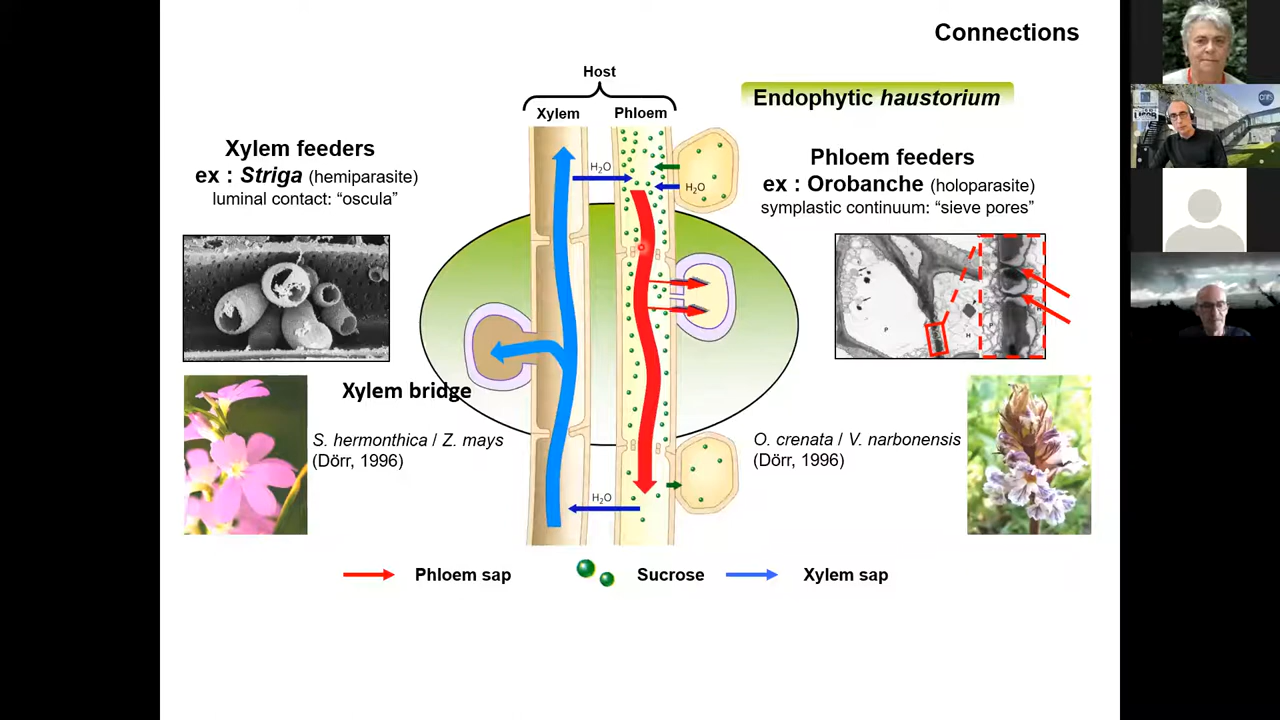 Connections
Host
Xylem
Phloem
Endophytic haustorium
Xylem feeders
ex : Striga (hemiparasite)
luminal contact: “oscula”
Phloem feeders
ex : Orobanche (holoparasite)
symplastic continuum: “sieve pores”
H2O
H2O
P
H
Xylem bridge
S. hermonthica / Z. mays
(Dörr, 1996)
O. crenata / V. narbonensis
(Dörr, 1996)
H2O
Phloem sap
Sucrose
Xylem sap